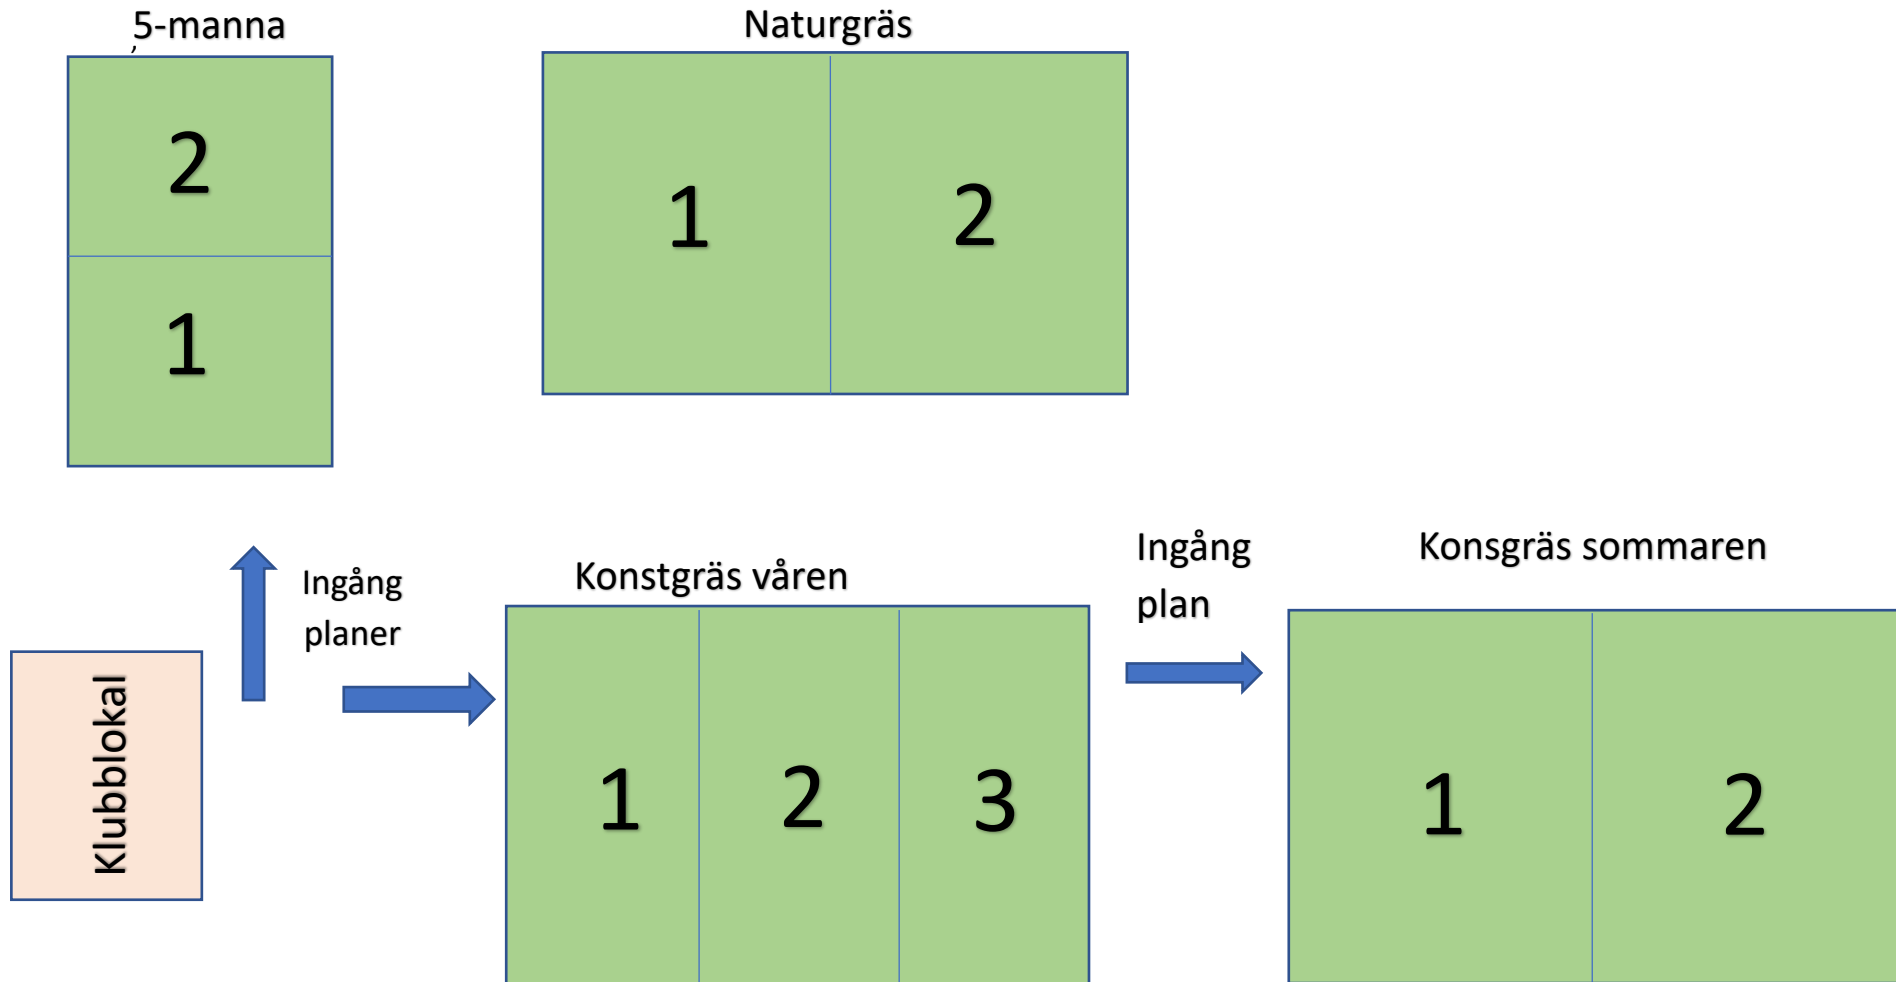 ,5-manna
2
1
Naturgräs
1 2
Ingång
planer
Klubblokal
Konstgräs våren
1 2 3
Ingång
plan
Konsgräs sommaren
1 2